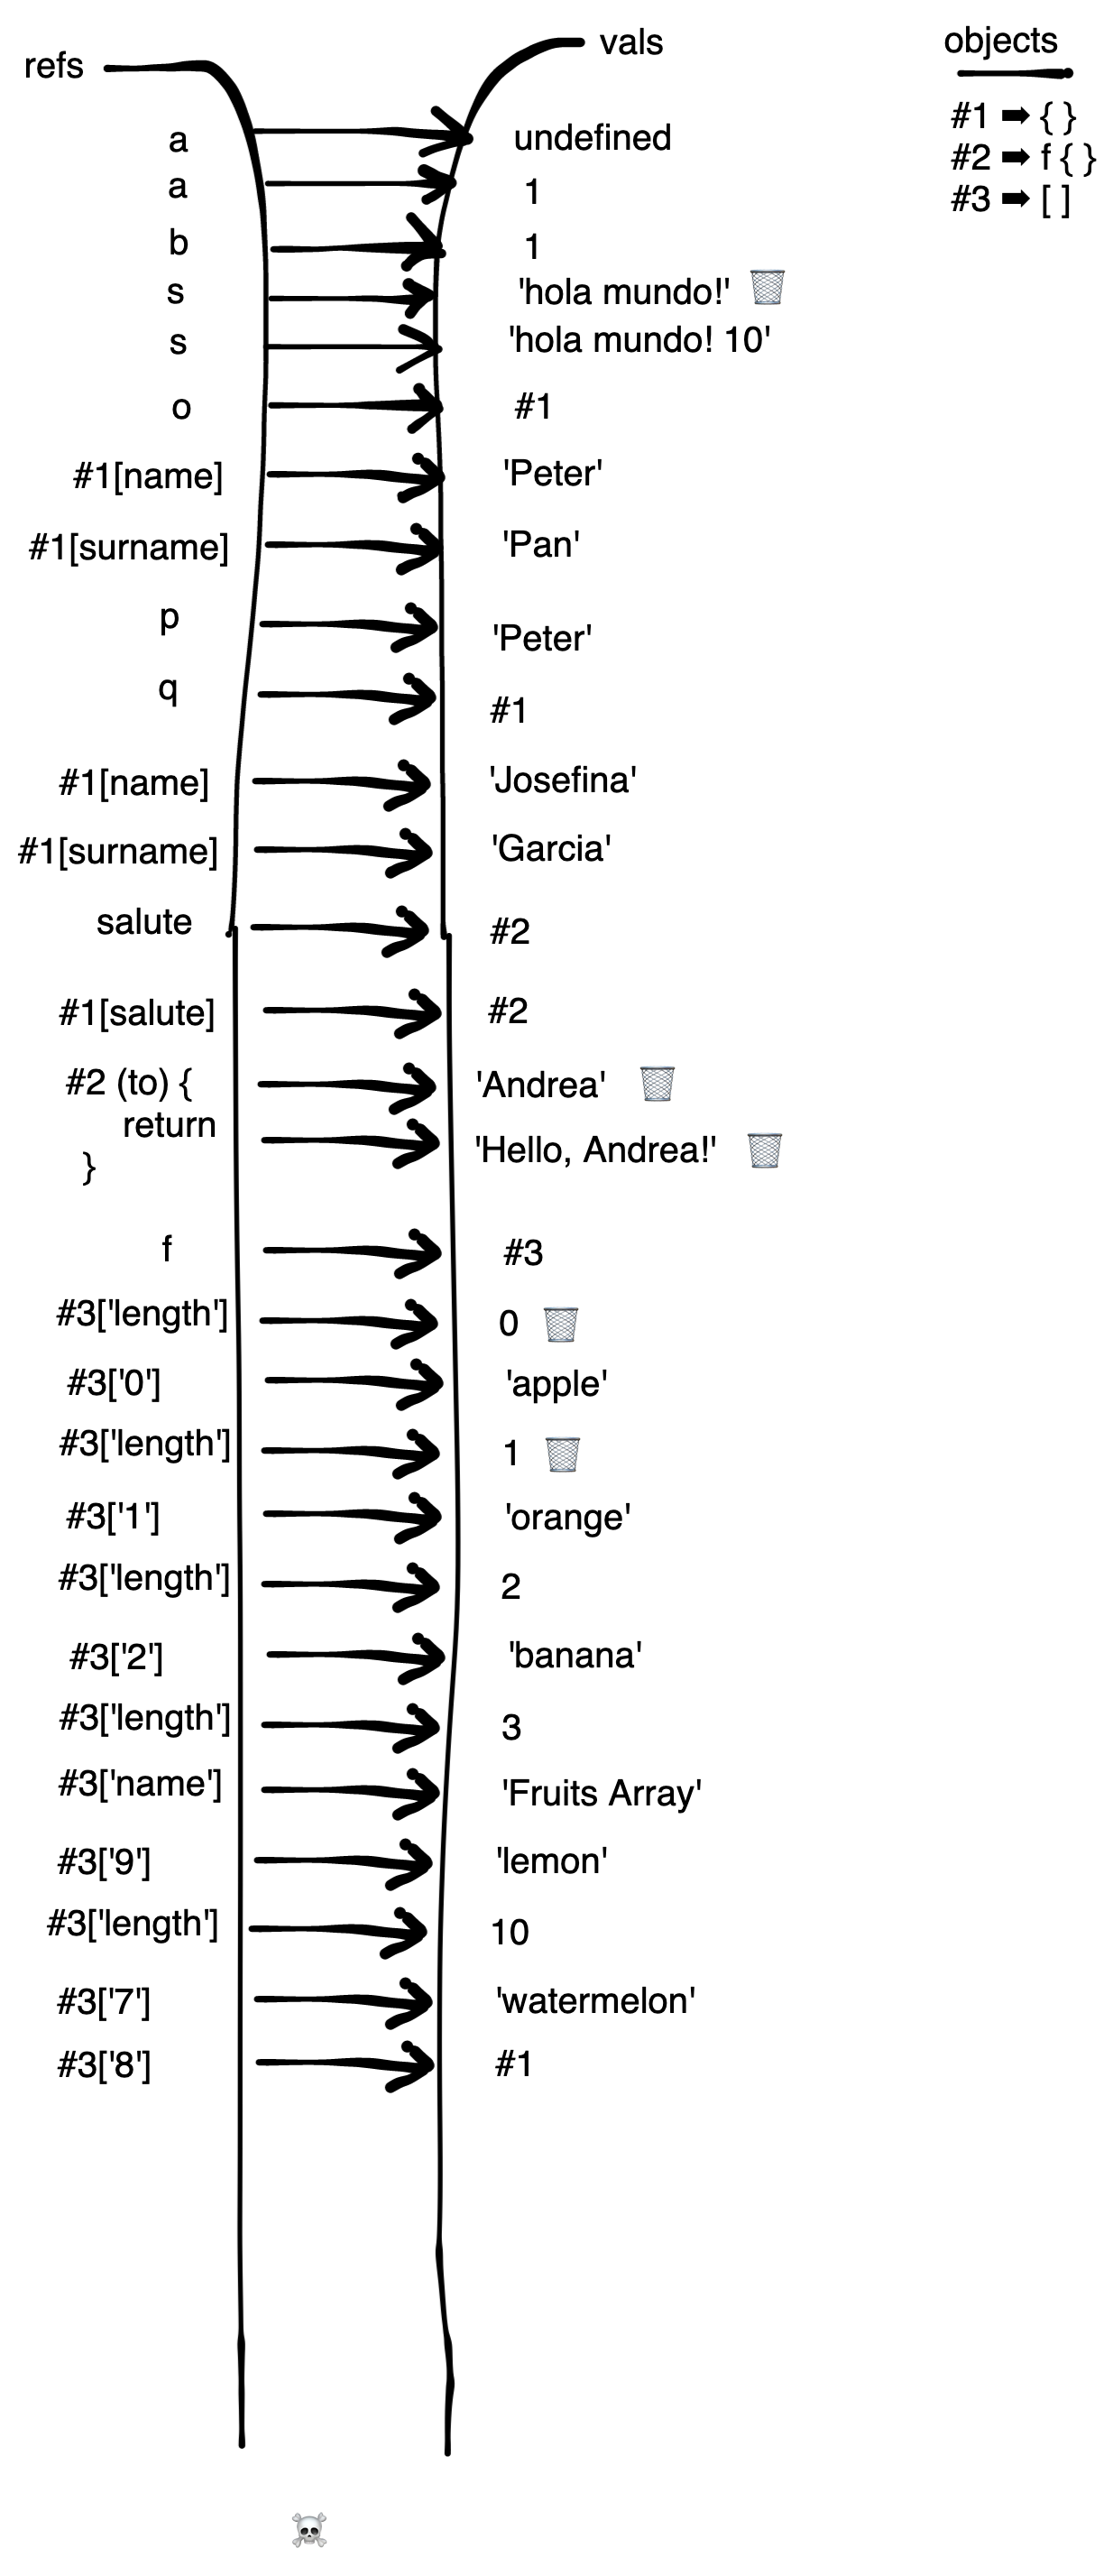 refs
vals
objects
#1 ➡ { }
#2 ➡ f { }
#3 ➡ [ ]
a undefined
a 1
b 1
s 'hola mundo!' 🗑
s 'hola mundo! 10'
o #1
#1[name] 'Peter'
#1[surname] 'Pan'
p 'Peter'
q #1
#1[name] 'Josefina'
#1[surname] 'Garcia'
salute #2
#1[salute] #2
#2 (to) { 'Andrea' 🗑
return 'Hello, Andrea!' 🗑
}
f #3
#3['length'] 0 🗑
#3['0'] 'apple'
#3['length'] 1 🗑
#3['1'] 'orange'
#3['length'] 2
#3['2'] 'banana'
#3['length'] 3
#3['name'] 'Fruits Array'
#3['9'] 'lemon'
#3['length'] 10
#3['7'] 'watermelon'
#3['8'] #1
☠